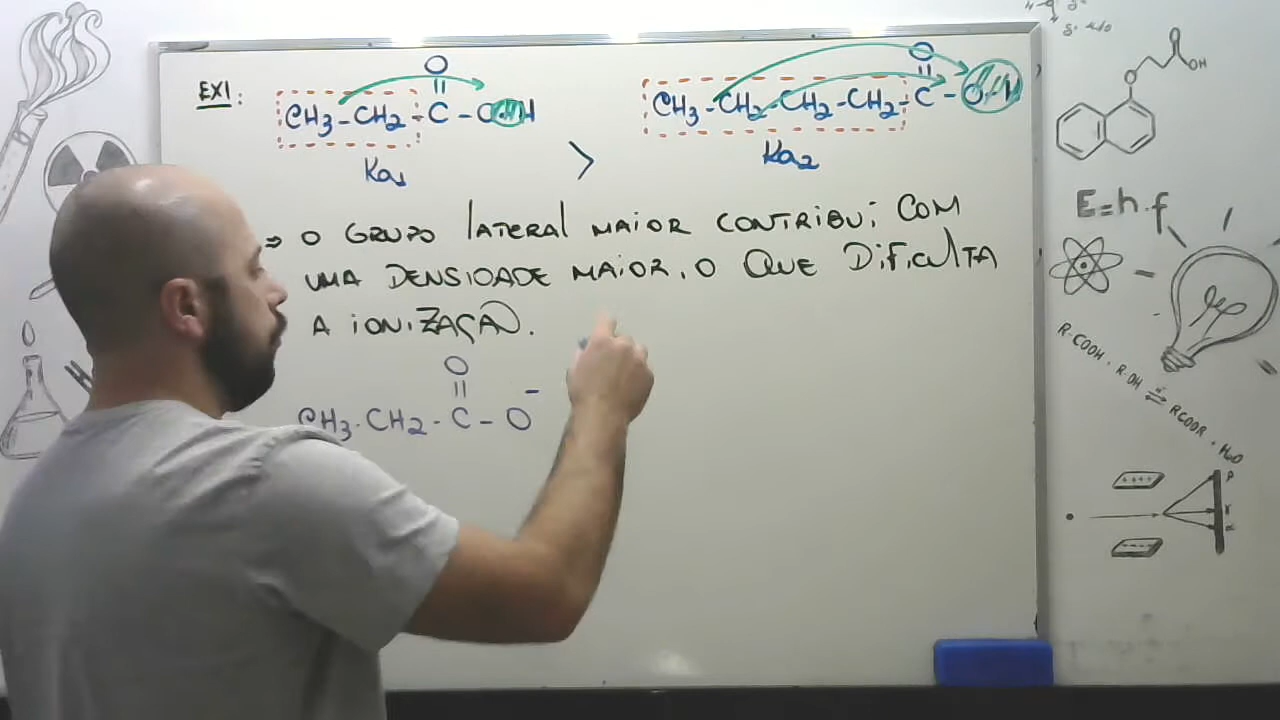 EX1:
O
CH3-CH2-C-O-H
Ka1
>
O
CH3-CH2-CH2-CH2-C-O-H
Ka2
⇒ O GRUPO lATERAl MAIOR CONTRIBUi COM
UMA DENSIDADE MAIOR, O QUE DIFICULTA
A IONIZAÇÃO.
O
CH3-CH2-C-O-
OH
O
E=h.f
R-COOH + R-OH ⇌ RCOOR + H2O
++++
----